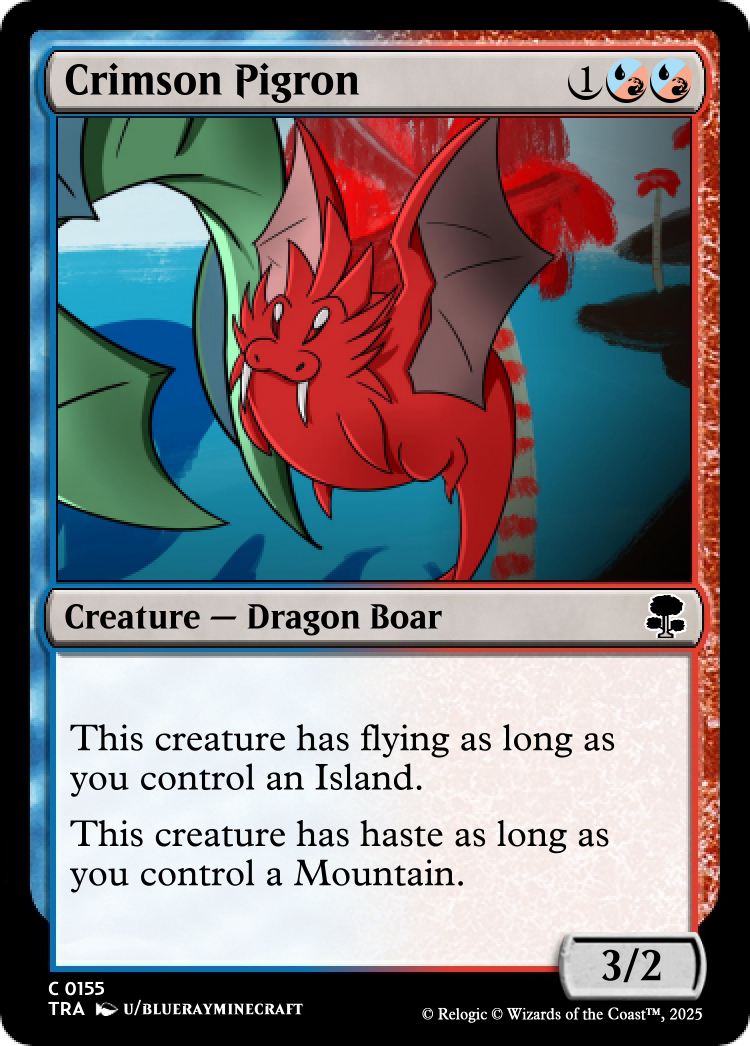 Crimson Pigron 1
Creature — Dragon Boar
This creature has flying as long as
you control an Island.
This creature has haste as long as
you control a Mountain.
3/2
C 0155
TRA U/BLUERAYMINECRAFT
© Relogic © Wizards of the Coast™, 2025